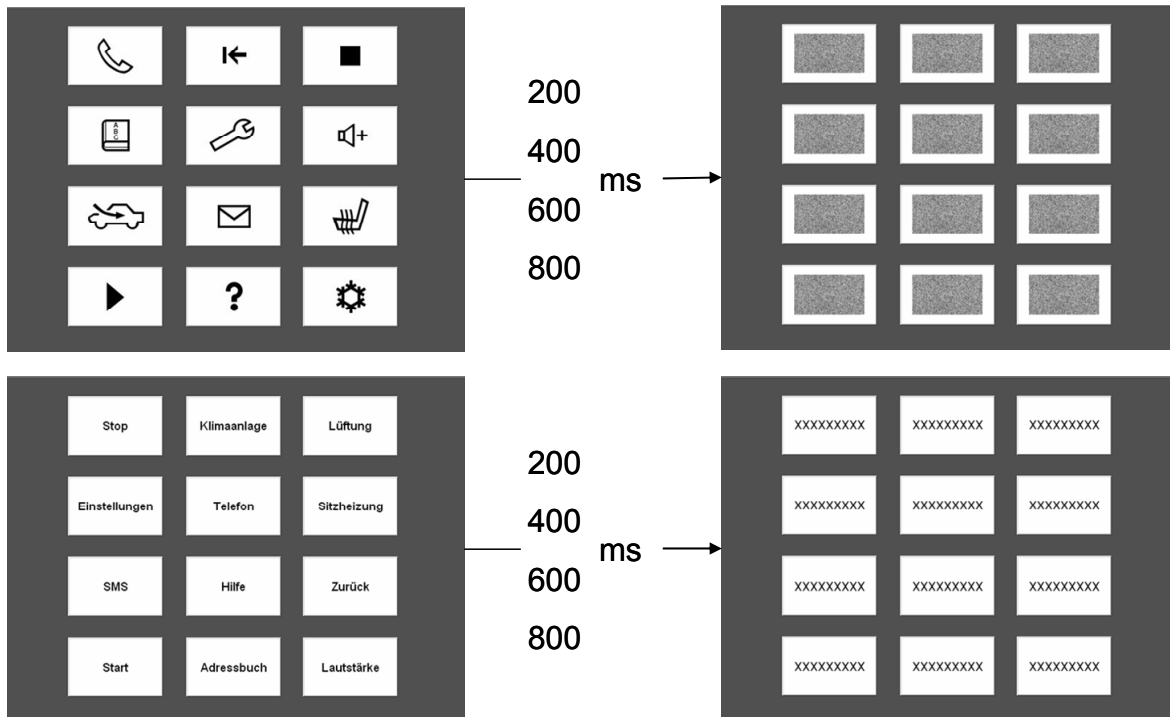 A
B
C
+
?
200
400
ms
600
800
Stop Klimaanlage Lüftung
Einstellungen Telefon Sitzheizung
SMS Hilfe Zurück
Start Adressbuch Lautstärke
200
400
ms
600
800
XXXXXXXXX XXXXXXXXX XXXXXXXXX
XXXXXXXXX XXXXXXXXX XXXXXXXXX
XXXXXXXXX XXXXXXXXX XXXXXXXXX
XXXXXXXXX XXXXXXXXX XXXXXXXXX